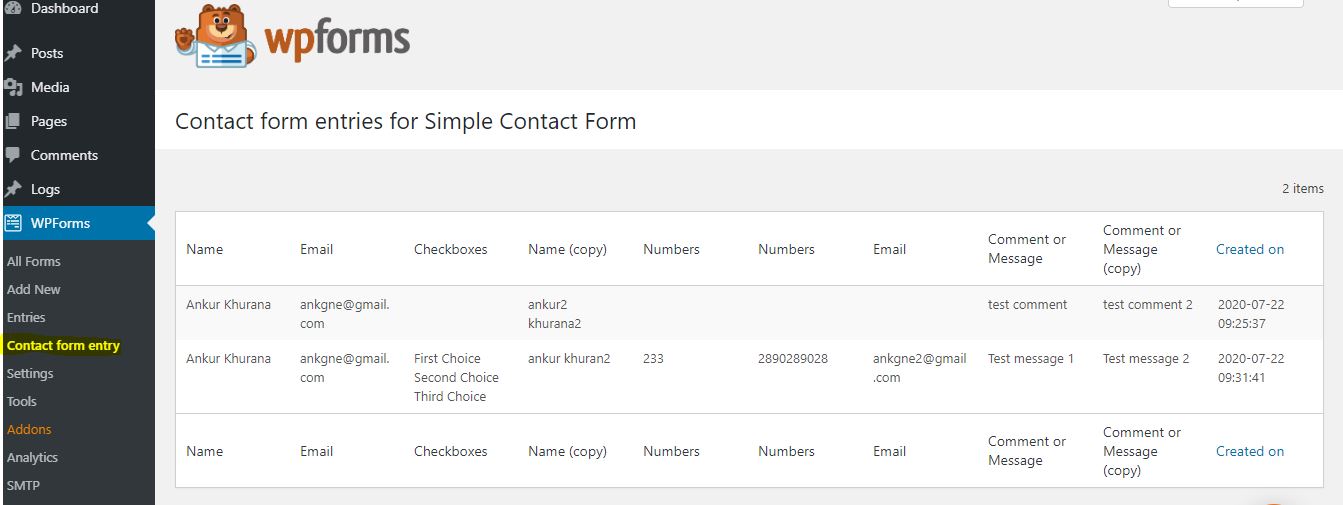 Dashboard
Posts
Media
Pages
Comments
Logs
WPForms
All Forms
Add New
Entries
Contact form entry
Settings
Tools
Addons
Analytics
SMTP
wpforms
Contact form entries for Simple Contact Form
2 items
Name Email Checkboxes Name (copy) Numbers Numbers Email Comment or Message Comment or Message (copy) Created on
Ankur Khurana ankgne@gmail.com ankur2 khurana2 test comment test comment 2 2020-07-22 09:25:37
Ankur Khurana ankgne@gmail.com First Choice Second Choice Third Choice ankur khuran2 233 2890289028 ankgne2@gmail.com Test message 1 Test message 2 2020-07-22 09:31:41
Name Email Checkboxes Name (copy) Numbers Numbers Email Comment or Message Comment or Message (copy) Created on